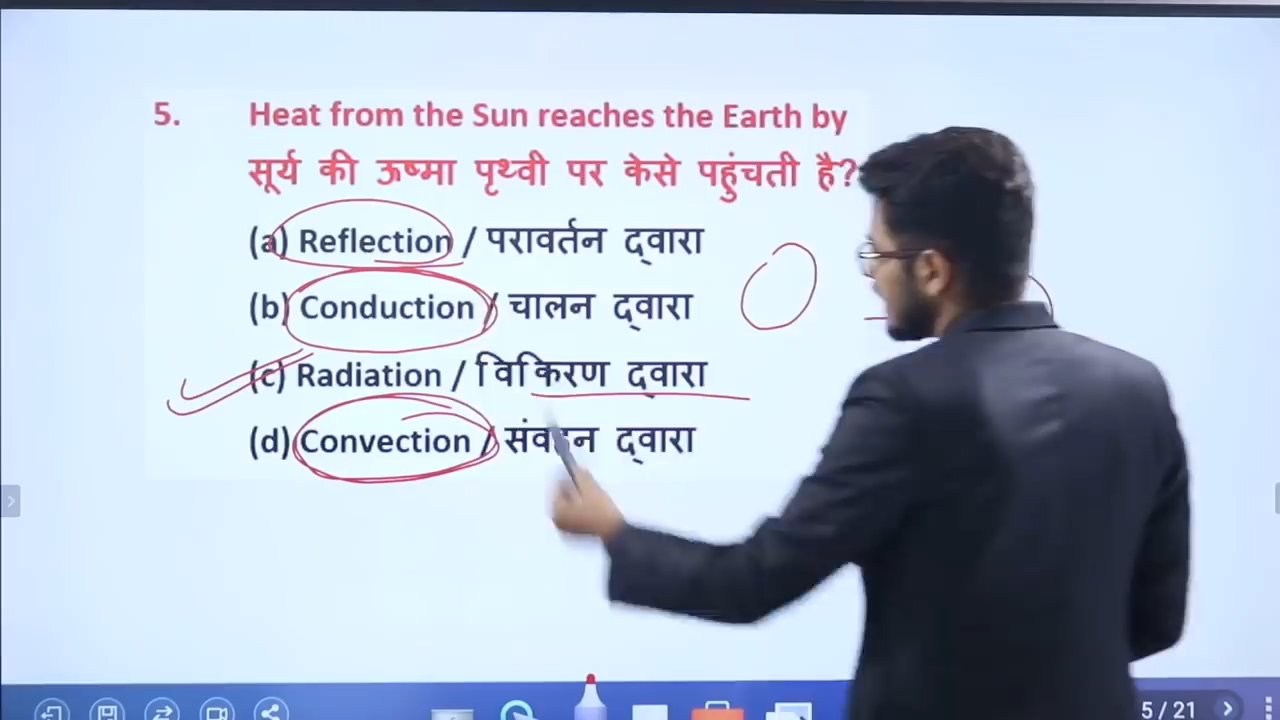 5. Heat from the Sun reaches the Earth by
सूर्य की ऊष्मा पृथ्वी पर केसे पहुंचती है?
(a) Reflection / परावर्तन द्वारा
(b) Conduction / चालन द्वारा
(c) Radiation / विकिरण द्वारा
(d) Convection / संवहन द्वारा
5 / 21